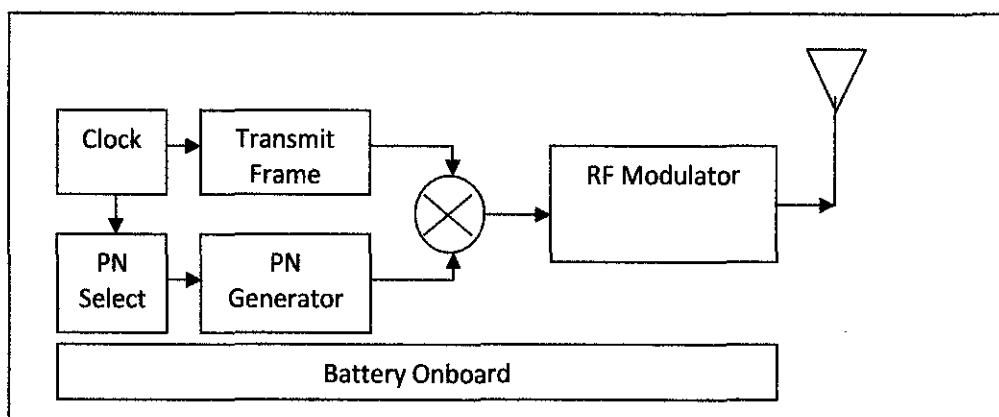 Clock
Transmit
Frame
RF Modulator
PN
Select
PN
Generator
Battery Onboard